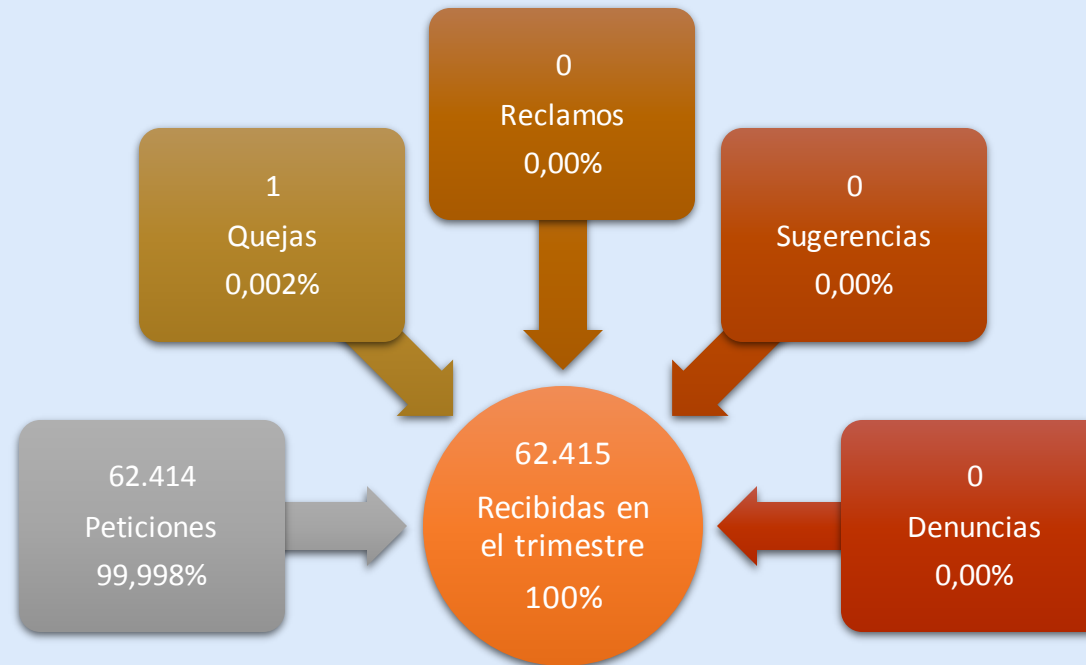 0
Reclamos
0,00%
1
Quejas
0,002%
0
Sugerencias
0,00%
62.414
Peticiones
99,998%
62.415
Recibidas en
el trimestre
100%
0
Denuncias
0,00%